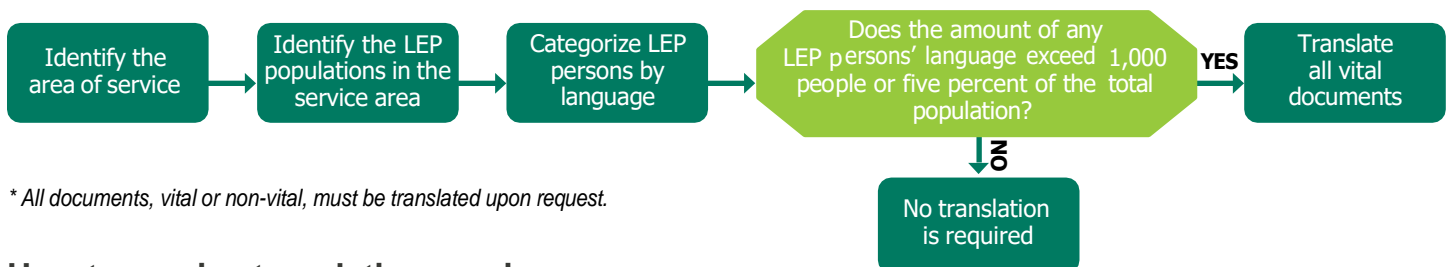 Identify the
area of service
Identify the LEP
populations in the
service area
Categorize LEP
persons by
language
Does the amount of any
LEP persons’ language exceed 1,000
people or five percent of the total
population?
YES
Translate
all vital
documents
NO
No translation
is required
* All documents, vital or non-vital, must be translated upon request.